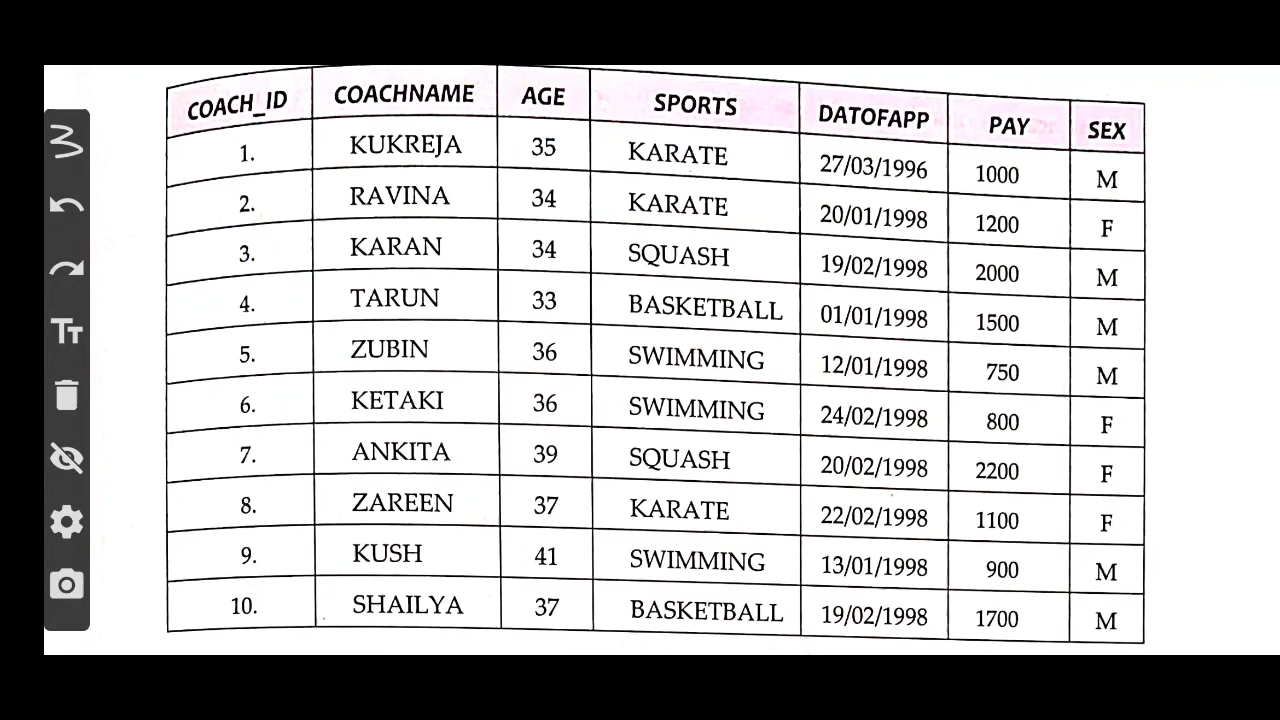 COACH_ID COACHNAME AGE SPORTS DATOFAPP PAY SEX
1. KUKREJA 35 KARATE 27/03/1996 1000 M
2. RAVINA 34 KARATE 20/01/1998 1200 F
3. KARAN 34 SQUASH 19/02/1998 2000 M
4. TARUN 33 BASKETBALL 01/01/1998 1500 M
5. ZUBIN 36 SWIMMING 12/01/1998 750 M
6. KETAKI 36 SWIMMING 24/02/1998 800 F
7. ANKITA 39 SQUASH 20/02/1998 2200 F
8. ZAREEN 37 KARATE 22/02/1998 1100 F
9. KUSH 41 SWIMMING 13/01/1998 900 M
10. SHAILYA 37 BASKETBALL 19/02/1998 1700 M